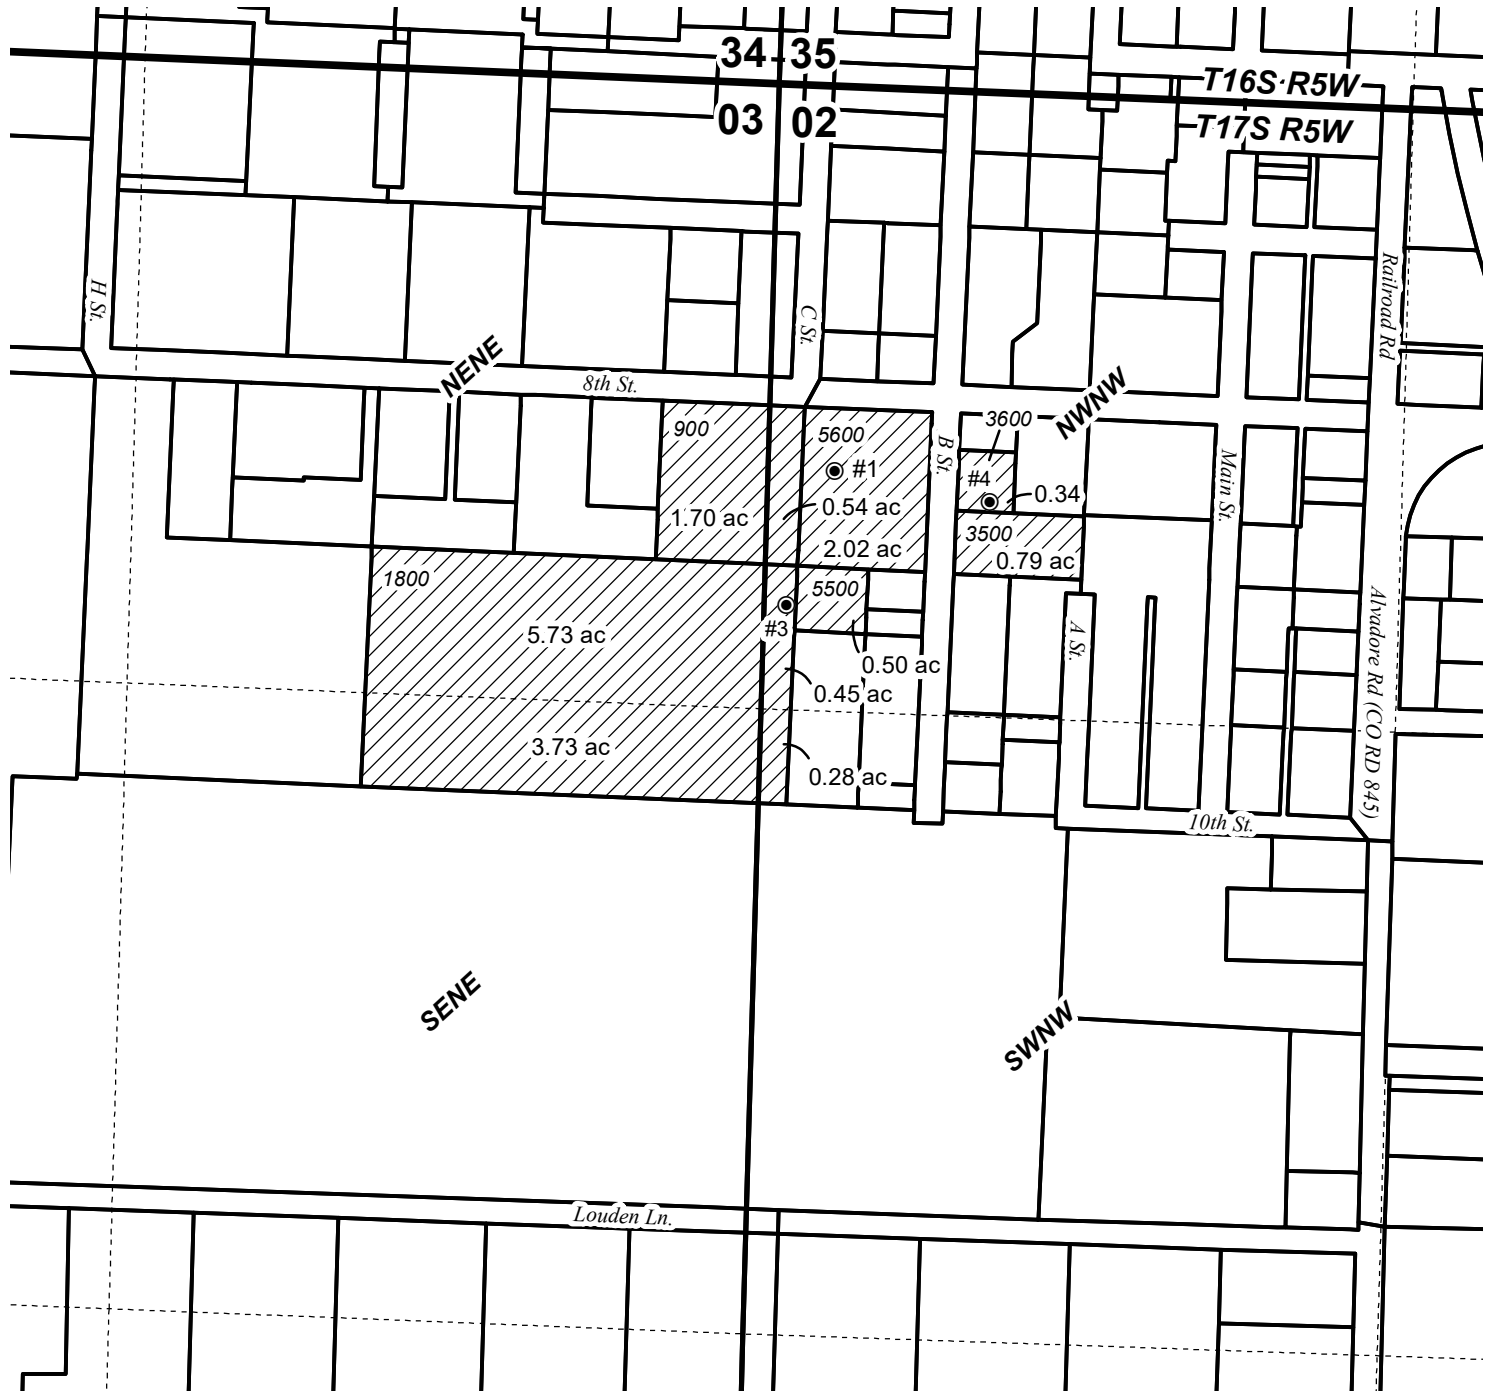 34 35
T16S R5W
03 02
T17S R5W
H St.
C St.
Railroad Rd
NENE
8th St.
NWNW
900
5600
3600
B St.
Main St.
#1
#4
0.34
1.70 ac
0.54 ac
3500
2.02 ac
0.79 ac
1800
5500
#3
5.73 ac
A St.
Alvadore Rd (CO RD 845)
0.50 ac
0.45 ac
3.73 ac
0.28 ac
10th St.
SENE
SWNW
Louden Ln.